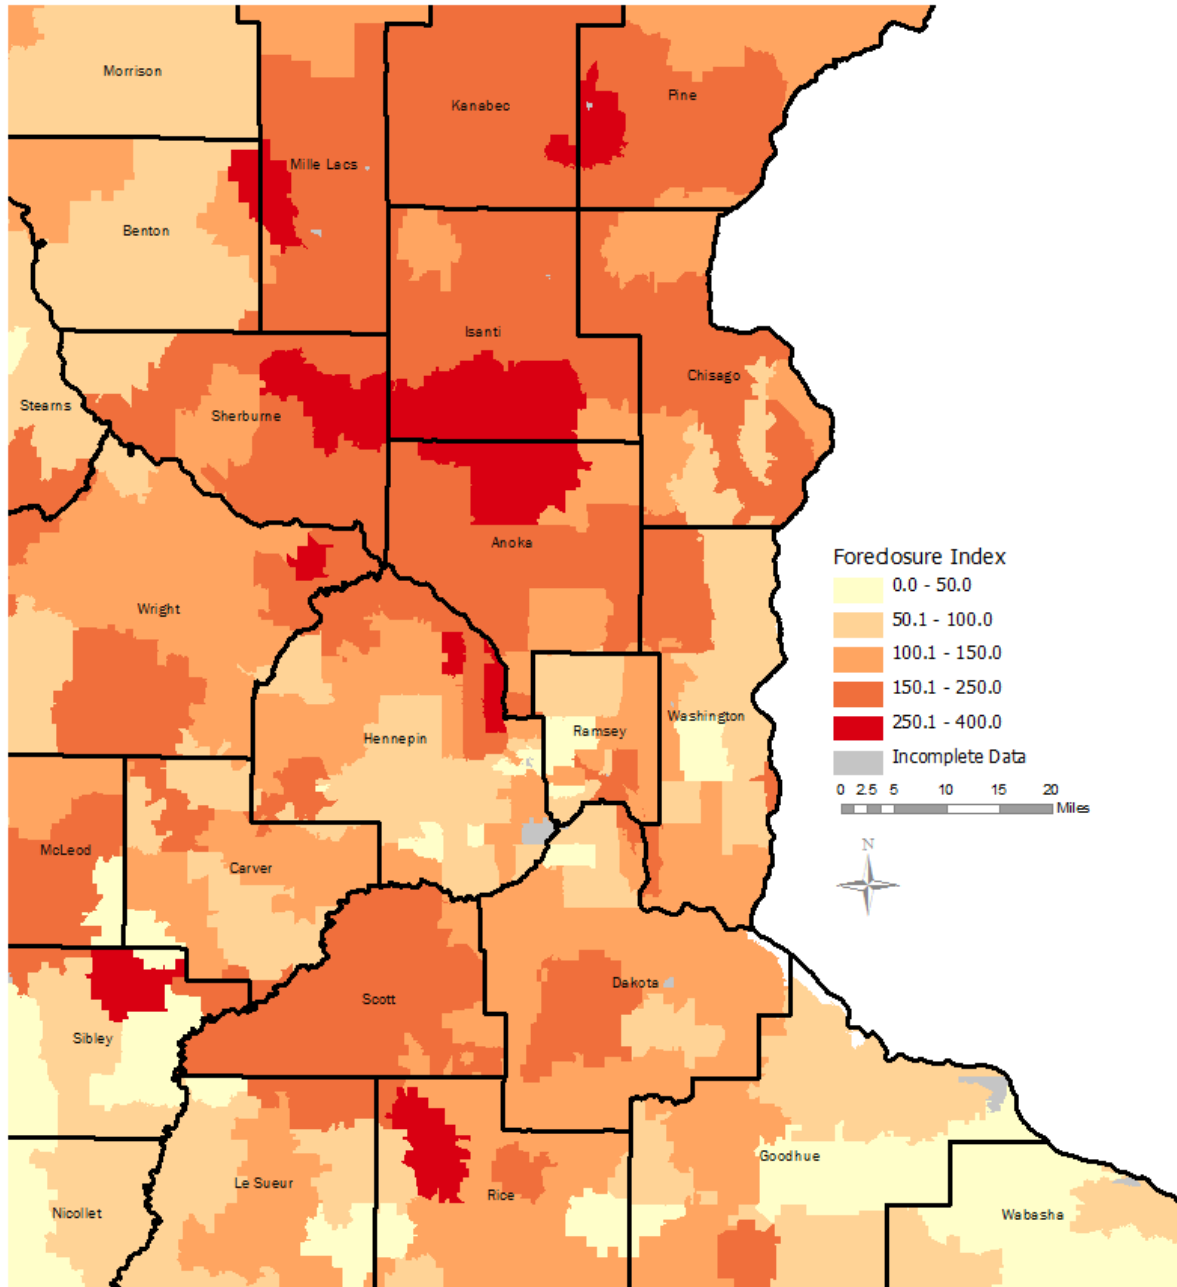 Morrison
Kanabec
Pine
Mille Lacs
Benton
Isanti
Chisago
Stearns
Sherburne
Anoka
Wright
Hennepin
Ramsey
Washington
McLeod
Carver
Scott
Dakota
Sibley
Goodhue
Le Sueur
Rice
Nicollet
Wabasha
Foreclosure Index
0.0 - 50.0
50.1 - 100.0
100.1 - 150.0
150.1 - 250.0
250.1 - 400.0
Incomplete Data
0 2.5 5 10 15 20
Miles
N